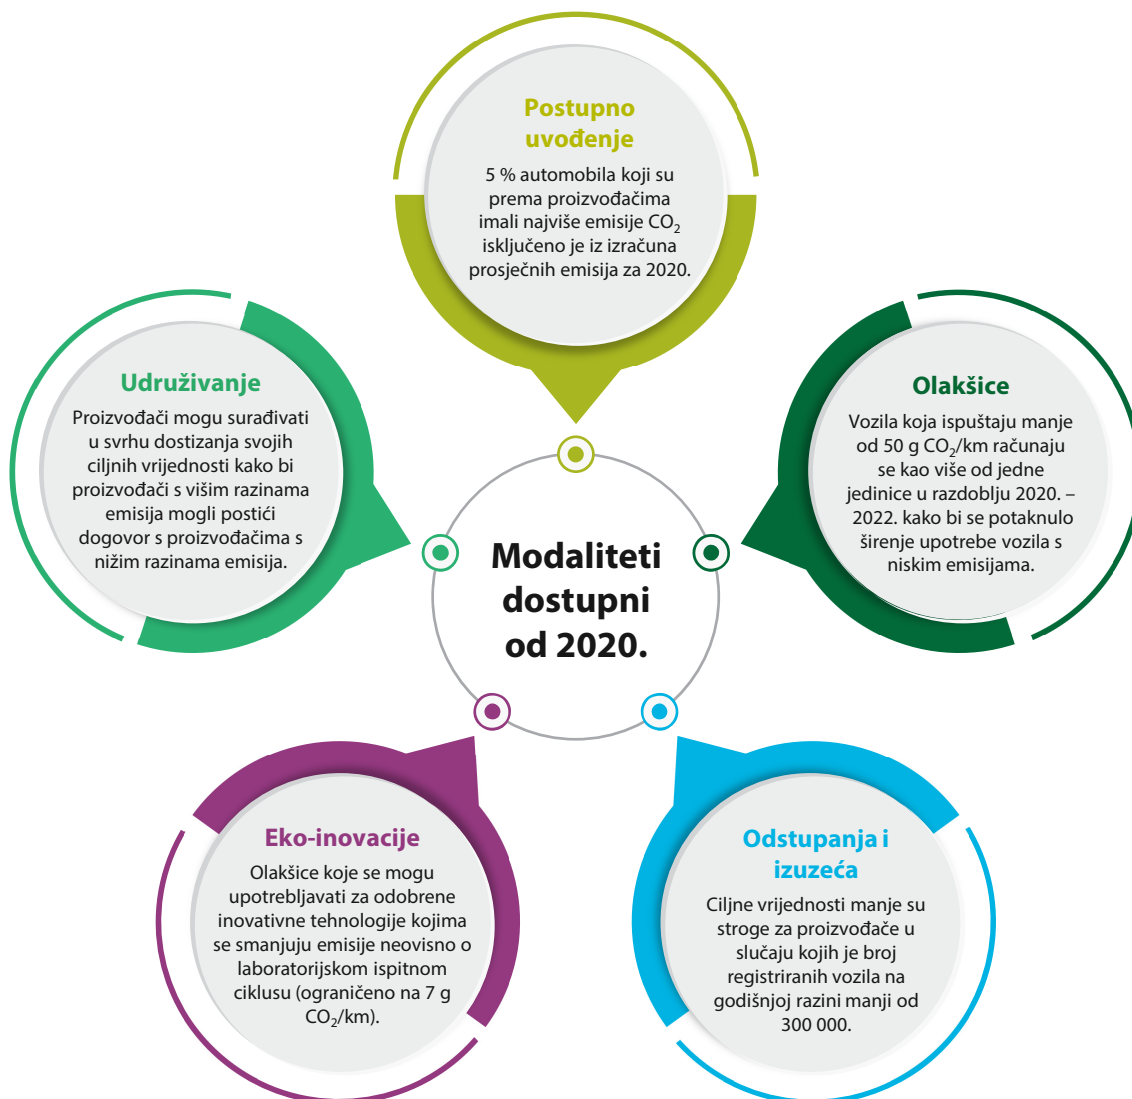 Postupno
uvođenje
5 % automobila koji su
prema proizvođačima
imali najviše emisije CO₂
isključeno je iz izračuna
prosječnih emisija za 2020.
Udruživanje
Proizvođači mogu surađivati
u svrhu dostizanja svojih
ciljnih vrijednosti kako bi
proizvođači s višim razinama
emisija mogli postići
dogovor s proizvođačima s
nižim razinama emisija.
Olakšice
Vozila koja ispuštaju manje
od 50 g CO₂/km računaju
se kao više od jedne
jedinice u razdoblju 2020. –
2022. kako bi se potaknulo
širenje upotrebe vozila s
niskim emisijama.
Modaliteti
dostupni
od 2020.
Eko-inovacije
Olakšice koje se mogu
upotrebljavati za odobrene
inovativne tehnologije kojima
se smanjuju emisije neovisno o
laboratorijskom ispitnom
ciklusu (ograničeno na 7 g
CO₂/km).
Odstupanja i
izuzeća
Ciljne vrijednosti manje su
stroge za proizvođače u
slučaju kojih je broj
registriranih vozila na
godišnjoj razini manji od
300 000.